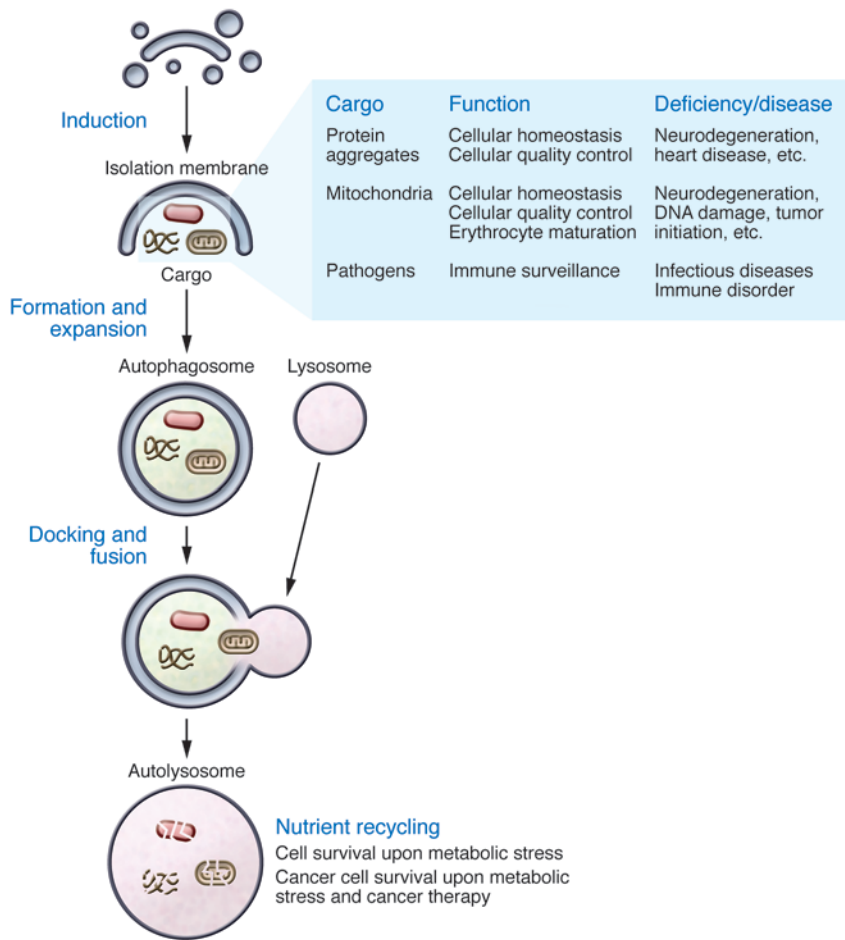 Induction
Isolation membrane
Cargo
Cargo Function Deficiency/disease
Protein Cellular homeostasis Neurodegeneration,
aggregates Cellular quality control heart disease, etc.
Mitochondria Cellular homeostasis Neurodegeneration,
Cellular quality control DNA damage, tumor
Erythrocyte maturation initiation, etc.
Pathogens Immune surveillance Infectious diseases
Immune disorder
Formation and
expansion
Autophagosome
Lysosome
Docking and
fusion
Autolysosome
Nutrient recycling
Cell survival upon metabolic stress
Cancer cell survival upon metabolic
stress and cancer therapy